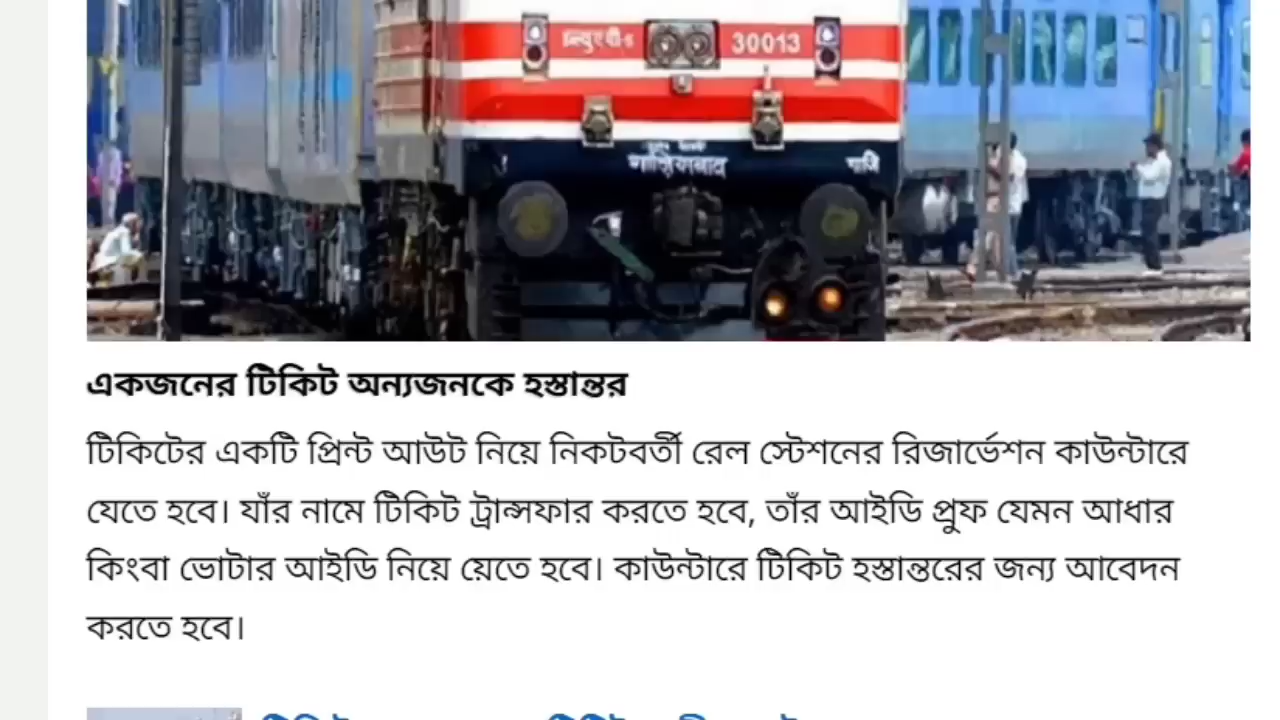 30013
একজনের টিকিট অন্যজনকে হস্তান্তর
টিকিটের একটি প্রিন্ট আউট নিয়ে নিকটবর্তী রেল স্টেশনের রিজার্ভেশন কাউন্টারে
যেতে হবে। যাঁর নামে টিকিট ট্রান্সফার করতে হবে, তাঁর আইডি প্রুফ যেমন আধার
কিংবা ভোটার আইডি নিয়ে য়েতে হবে। কাউন্টারে টিকিট হস্তান্তরের জন্য আবেদন
করতে হবে।